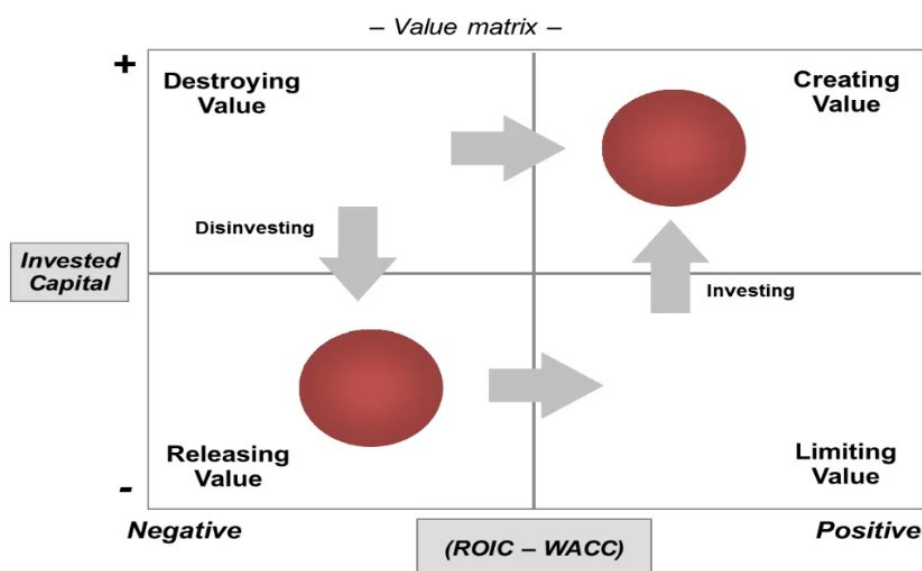 – Value matrix –
+
Destroying
Value
Creating
Value
Disinvesting
Invested
Capital
Investing
Releasing
Value
Limiting
Value
-
Negative
(ROIC – WACC)
Positive